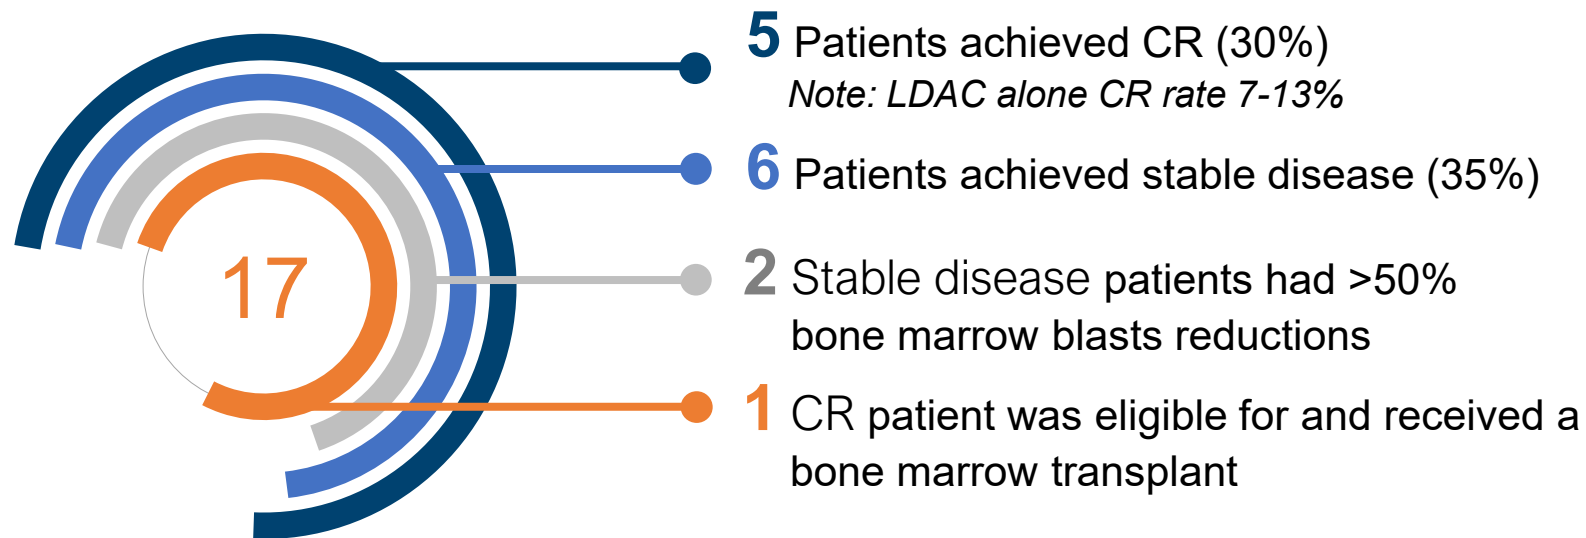 17
5 Patients achieved CR (30%)
Note: LDAC alone CR rate 7-13%
6 Patients achieved stable disease (35%)
2 Stable disease patients had >50%
bone marrow blasts reductions
1 CR patient was eligible for and received a
bone marrow transplant